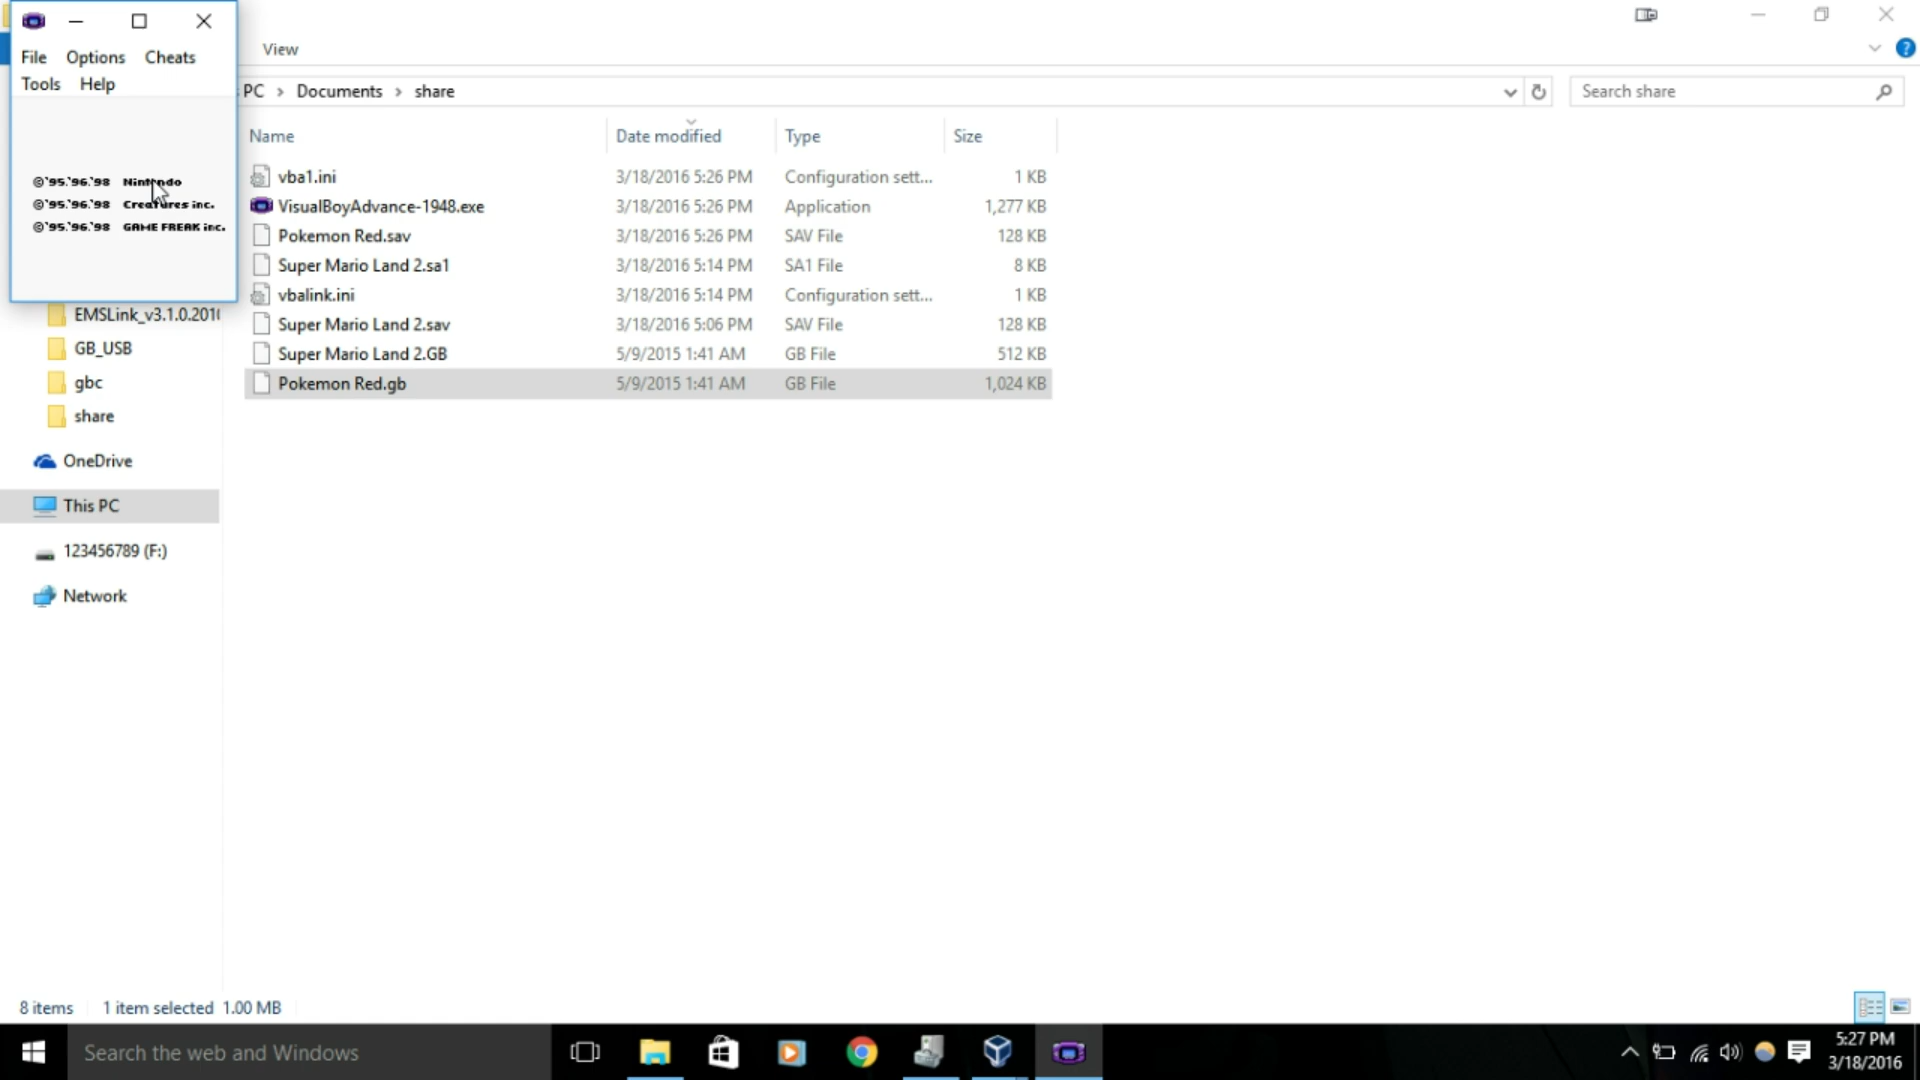 File Options Cheats
Tools Help
©'95.'96.'98 Nintendo
©'95.'96.'98 Creatures inc.
©'95.'96.'98 GAME FREAK inc.
View
PC > Documents > share
Search share
Name Date modified Type Size
vba1.ini 3/18/2016 5:26 PM Configuration sett... 1 KB
VisualBoyAdvance-1948.exe 3/18/2016 5:26 PM Application 1,277 KB
Pokemon Red.sav 3/18/2016 5:26 PM SAV File 128 KB
Super Mario Land 2.sa1 3/18/2016 5:14 PM SA1 File 8 KB
vbalink.ini 3/18/2016 5:14 PM Configuration sett... 1 KB
Super Mario Land 2.sav 3/18/2016 5:06 PM SAV File 128 KB
Super Mario Land 2.GB 5/9/2015 1:41 AM GB File 512 KB
Pokemon Red.gb 5/9/2015 1:41 AM GB File 1,024 KB
EMSLink_v3.1.0.201
GB_USB
gbc
share
OneDrive
This PC
123456789 (F:)
Network
8 items 1 item selected 1.00 MB
Search the web and Windows
5:27 PM
3/18/2016